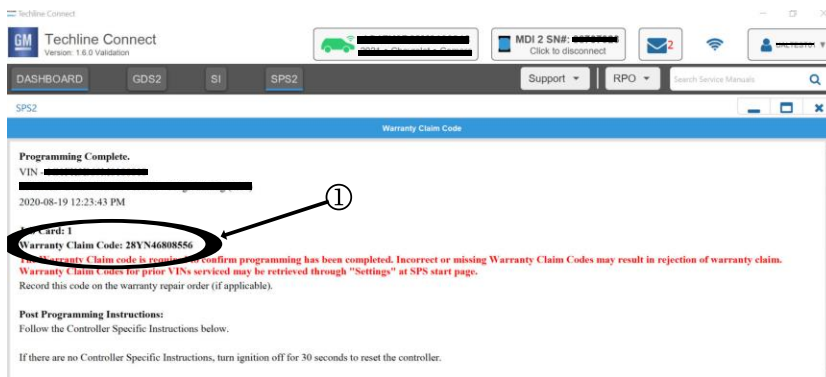 Techline Connect
GM Techline Connect
Version: 1.6.0 Validation
MDI 2 SN#:
Click to disconnect
2
DASHBOARD GDS2 SI SPS2 Support RPO Search Service Manuals
SPS2
Warranty Claim Code
Programming Complete.
VIN -
2020-08-19 12:23:43 PM
①
Card: 1
Warranty Claim Code: 28YN46808556
The Warranty Claim code is required to confirm programming has been completed. Incorrect or missing Warranty Claim Codes may result in rejection of warranty claim.
Warranty Claim Codes for prior VINs serviced may be retrieved through "Settings" at SPS start page.
Record this code on the warranty repair order (if applicable).
Post Programming Instructions:
Follow the Controller Specific Instructions below.
If there are no Controller Specific Instructions, turn ignition off for 30 seconds to reset the controller.